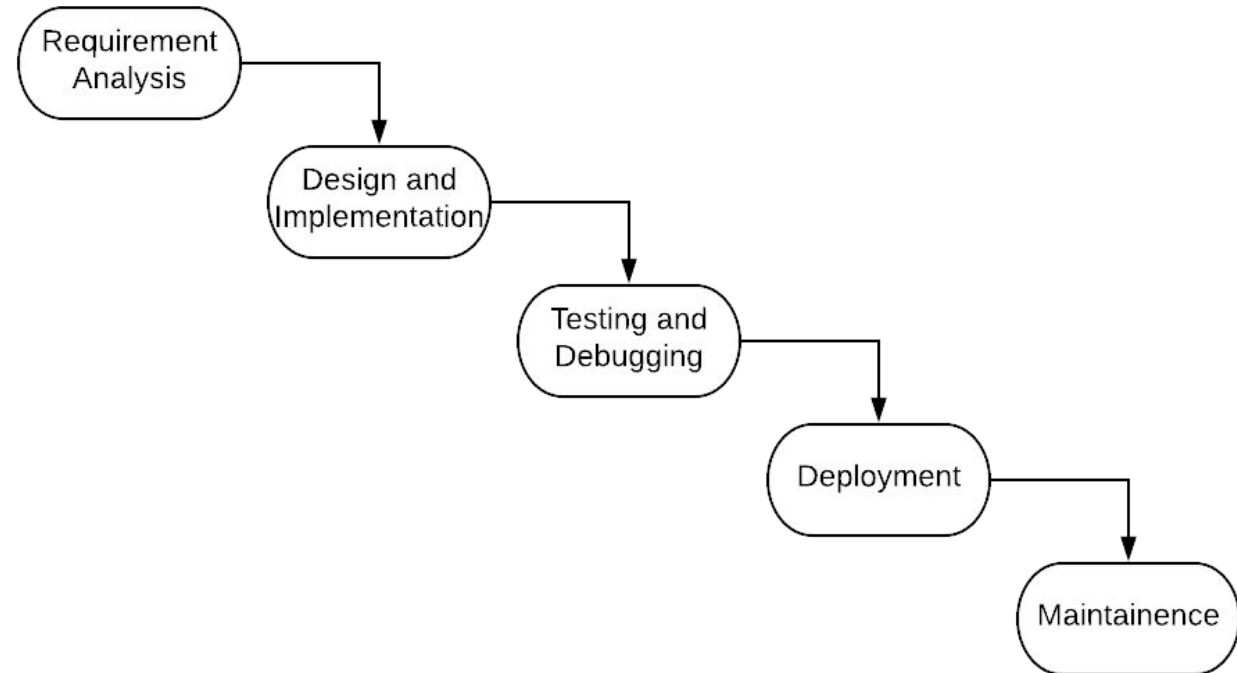 Requirement
Analysis
Design and
Implementation
Testing and
Debugging
Deployment
Maintainence